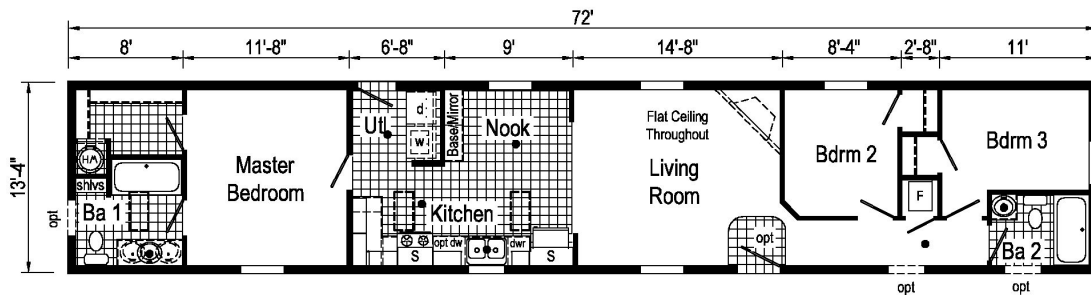 72'
8'
11'-8"
6'-8"
9'
14'-8"
8'-4"
2'-8"
11'
13'-4"
d
Utl
w
Base/Mirror
Nook
Flat Ceiling
Throughout
Living
Room
Bdrm 2
Bdrm 3
Master
Bedroom
H/W
shlvs
opt
Ba 1
Kitchen
F
opt dw
dwr
S
S
opt
Ba 2
opt
opt